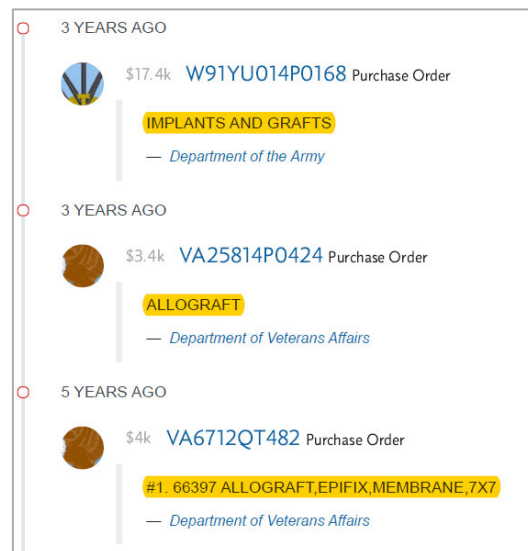 3 YEARS AGO
$17.4k W91YU014P0168 Purchase Order
IMPLANTS AND GRAFTS
— Department of the Army
3 YEARS AGO
$3.4k VA25814P0424 Purchase Order
ALLOGRAFT
— Department of Veterans Affairs
5 YEARS AGO
$4k VA6712QT482 Purchase Order
#1. 66397 ALLOGRAFT,EPIFIX,MEMBRANE,7X7
— Department of Veterans Affairs